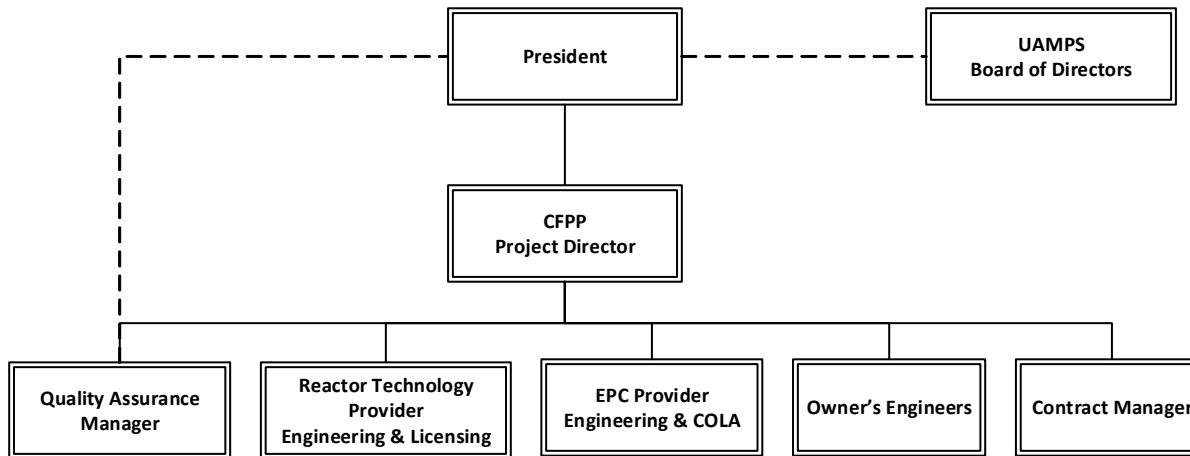 President
UAMPS
Board of Directors
CFPP
Project Director
Quality Assurance
Manager
Reactor Technology
Provider
Engineering & Licensing
EPC Provider
Engineering & COLA
Owner’s Engineers
Contract Manager